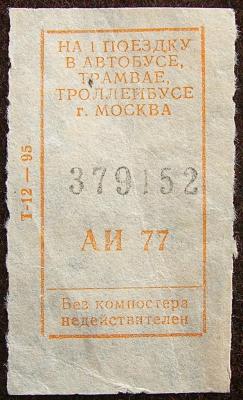 НА 1 ПОЕЗДКУ
В АВТОБУСЕ,
ТРАМВАЕ,
ТРОЛЛЕЙБУСЕ
г. МОСКВА
379152
АИ 77
Без компостера
недействителен
Т-12 — 95